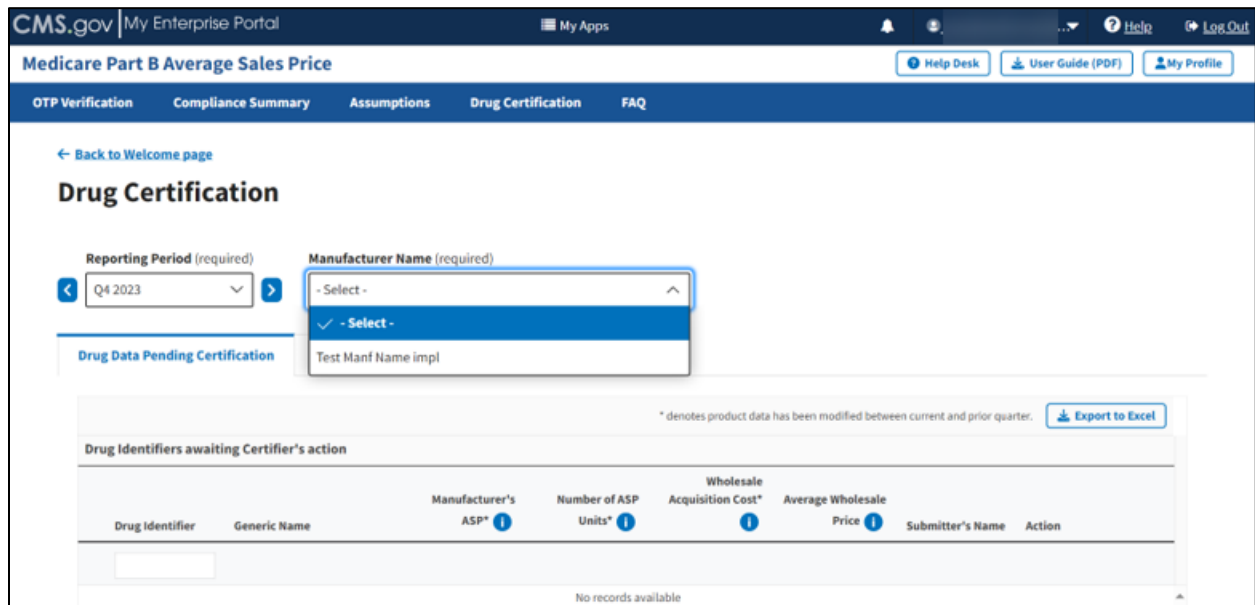 CMS.gov My Enterprise Portal My Apps ...▾ Help Log Out
Medicare Part B Average Sales Price Help Desk User Guide (PDF) My Profile
OTP Verification Compliance Summary Assumptions Drug Certification FAQ
← Back to Welcome page
Drug Certification
Reporting Period (required) Manufacturer Name (required)
Q4 2023 - Select -
✓ - Select -
Drug Data Pending Certification Test Manf Name impl
* denotes product data has been modified between current and prior quarter. Export to Excel
Drug Identifiers awaiting Certifier's action
Wholesale
Manufacturer's Number of ASP Acquisition Cost* Average Wholesale
Drug Identifier Generic Name ASP* Units* Price Submitter's Name Action
No records available